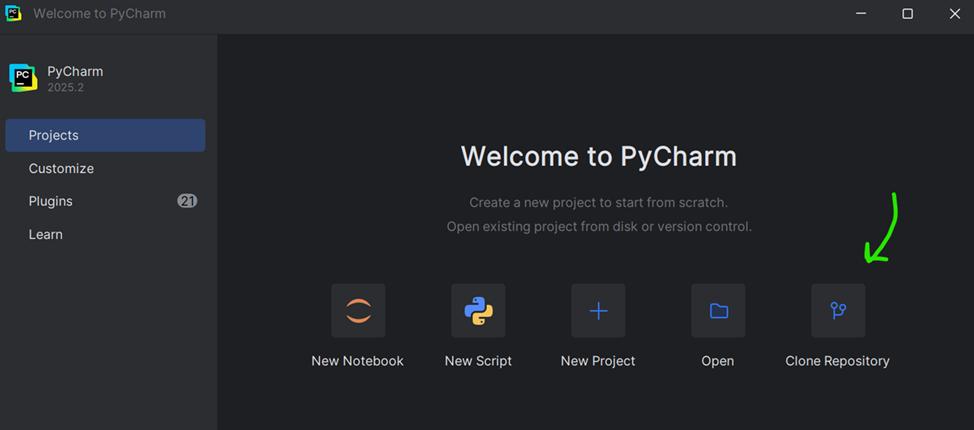 Welcome to PyCharm
PC
PyCharm
2025.2
Projects
Customize
Plugins 21
Learn
Welcome to PyCharm
Create a new project to start from scratch.
Open existing project from disk or version control.
New Notebook New Script New Project Open Clone Repository